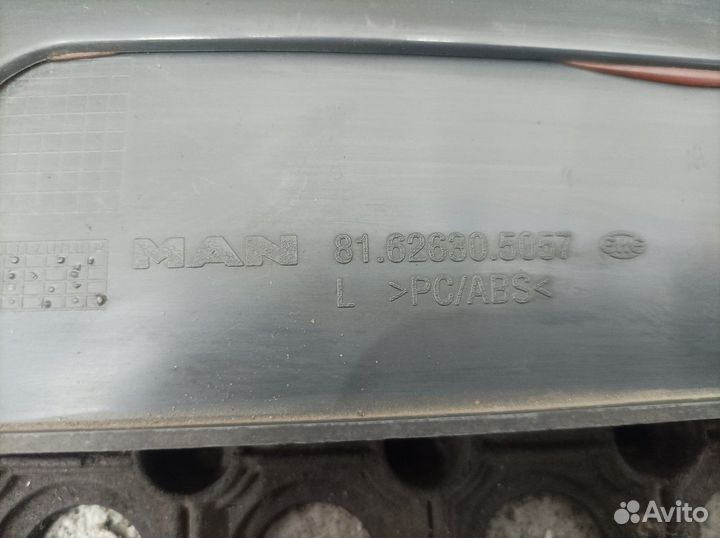 MAN 81.62630.5057
L >PC/ABS<
Avito